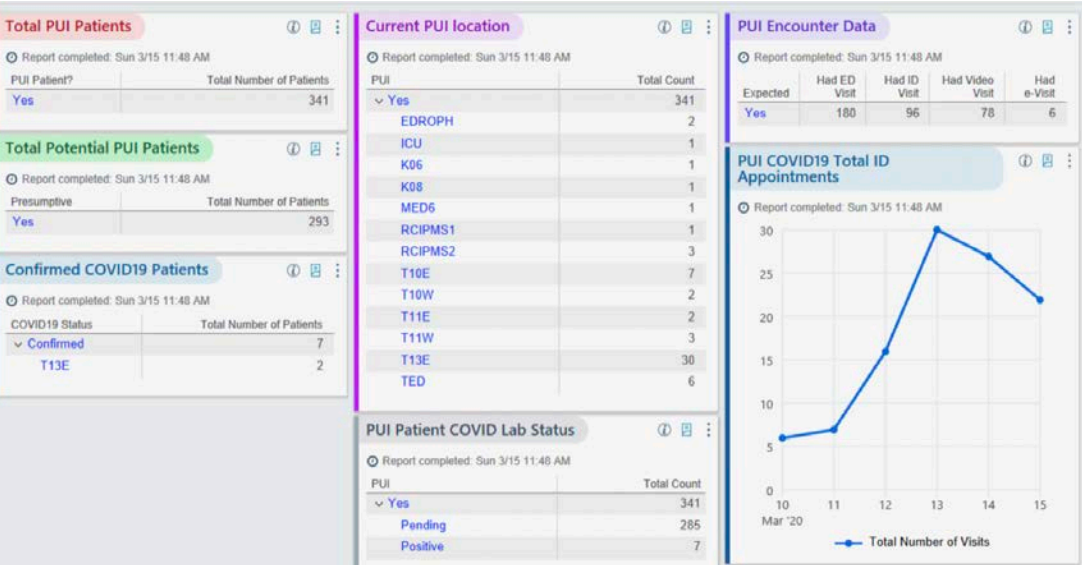 Total PUI Patients
Report completed: Sun 3/15 11:48 AM
PUI Patient? Total Number of Patients
Yes 341
Total Potential PUI Patients
Report completed: Sun 3/15 11:48 AM
Presumptive Total Number of Patients
Yes 293
Confirmed COVID19 Patients
Report completed: Sun 3/15 11:48 AM
COVID19 Status Total Number of Patients
Confirmed 7
T13E 2
Current PUI location
Report completed: Sun 3/15 11:48 AM
PUI Total Count
Yes 341
EDROPH 2
ICU 1
K06 1
K08 1
MED6 1
RCIPMS1 1
RCIPMS2 3
T10E 7
T10W 2
T11E 2
T11W 3
T13E 30
TED 6
PUI Patient COVID Lab Status
Report completed: Sun 3/15 11:48 AM
PUI Total Count
Yes 341
Pending 285
Positive 7
PUI Encounter Data
Report completed: Sun 3/15 11:48 AM
Had ED Had ID Had Video Had
Expected Visit Visit Visit e-Visit
Yes 180 96 78 6
PUI COVID19 Total ID
Appointments
Report completed: Sun 3/15 11:48 AM
30
25
20
15
10
5
0
10 11 12 13 14 15
Mar '20
Total Number of Visits